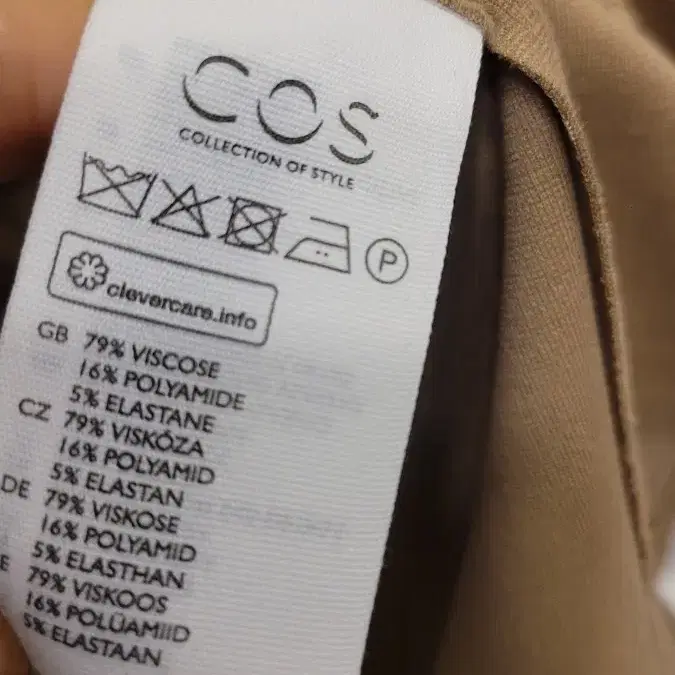 COS
COLLECTION OF STYLE
P
clevercare.info
GB 79% VISCOSE
16% POLYAMIDE
5% ELASTANE
CZ 79% VISKÓZA
16% POLYAMID
5% ELASTAN
DE 79% VISKOSE
16% POLYAMID
5% ELASTHAN
E 79% VISKOOS
16% POLÜAMIID
5% ELASTAAN